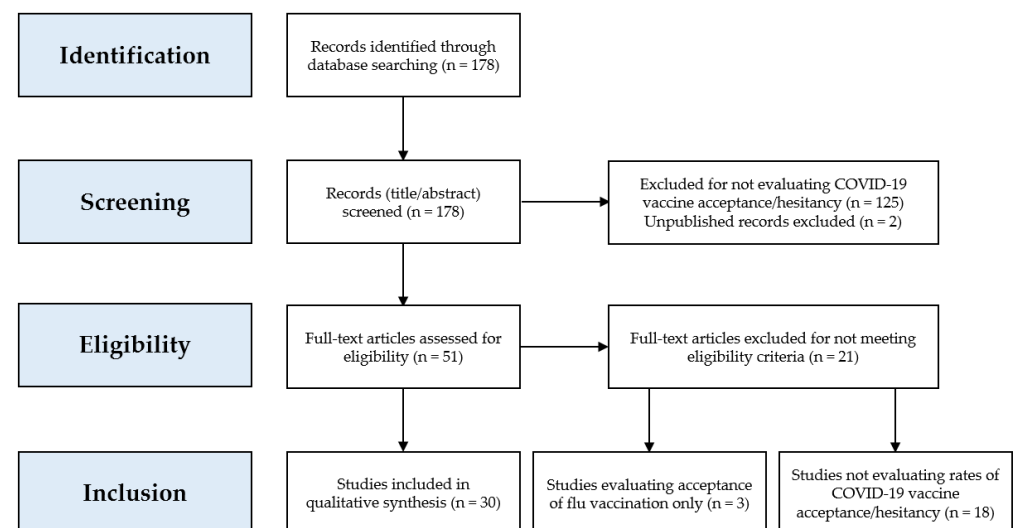 Identification
Records identified through
database searching (n = 178)
Screening
Records (title/abstract)
screened (n = 178)
Excluded for not evaluating COVID-19
vaccine acceptance/hesitancy (n = 125)
Unpublished records excluded (n = 2)
Eligibility
Full-text articles assessed for
eligibility (n = 51)
Full-text articles excluded for not meeting
eligibility criteria (n = 21)
Inclusion
Studies included in
qualitative synthesis (n = 30)
Studies evaluating acceptance
of flu vaccination only (n = 3)
Studies not evaluating rates of
COVID-19 vaccine
acceptance/hesitancy (n = 18)